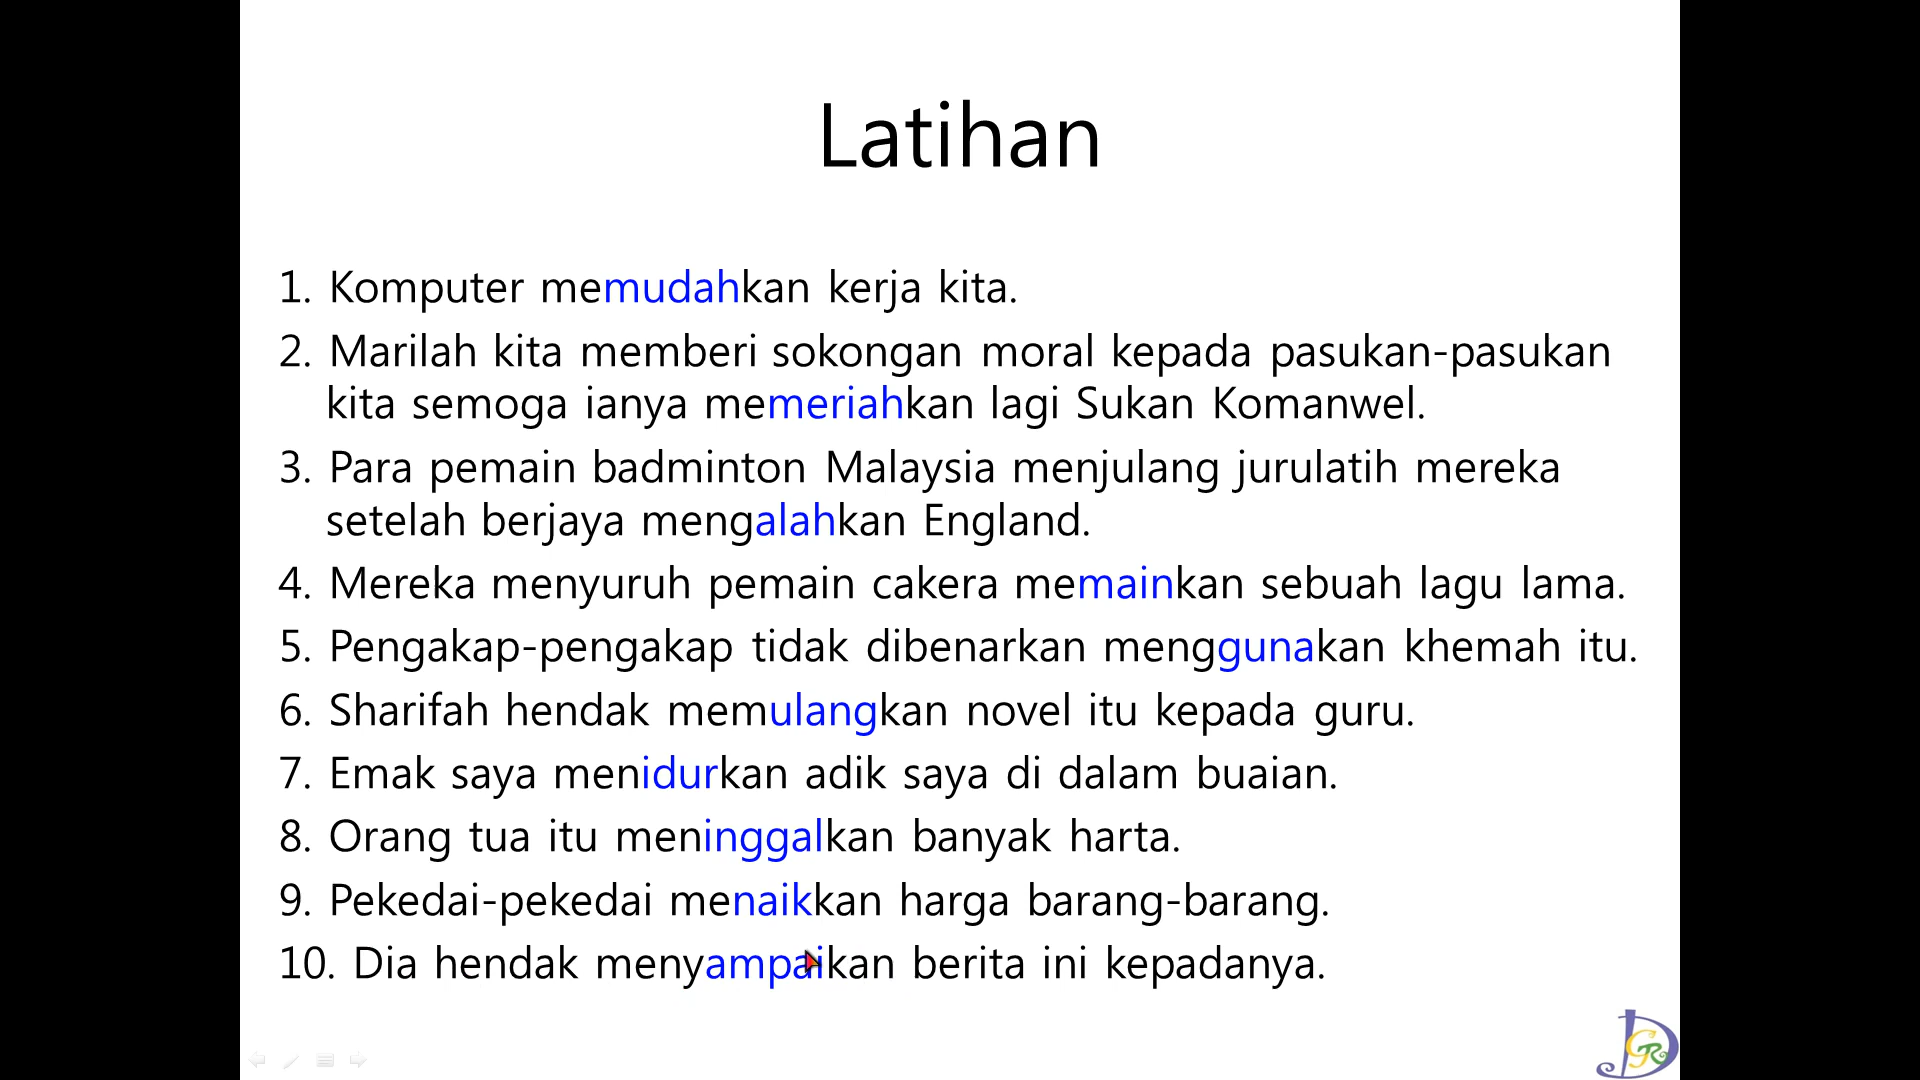 Latihan
1. Komputer memudahkan kerja kita.
2. Marilah kita memberi sokongan moral kepada pasukan-pasukan
kita semoga ianya memeriahkan lagi Sukan Komanwel.
3. Para pemain badminton Malaysia menjulang jurulatih mereka
setelah berjaya mengalahkan England.
4. Mereka menyuruh pemain cakera memainkan sebuah lagu lama.
5. Pengakap-pengakap tidak dibenarkan menggunakan khemah itu.
6. Sharifah hendak memulangkan novel itu kepada guru.
7. Emak saya menidurkan adik saya di dalam buaian.
8. Orang tua itu meninggalkan banyak harta.
9. Pekedai-pekedai menaikkan harga barang-barang.
10. Dia hendak menyampaikan berita ini kepadanya.